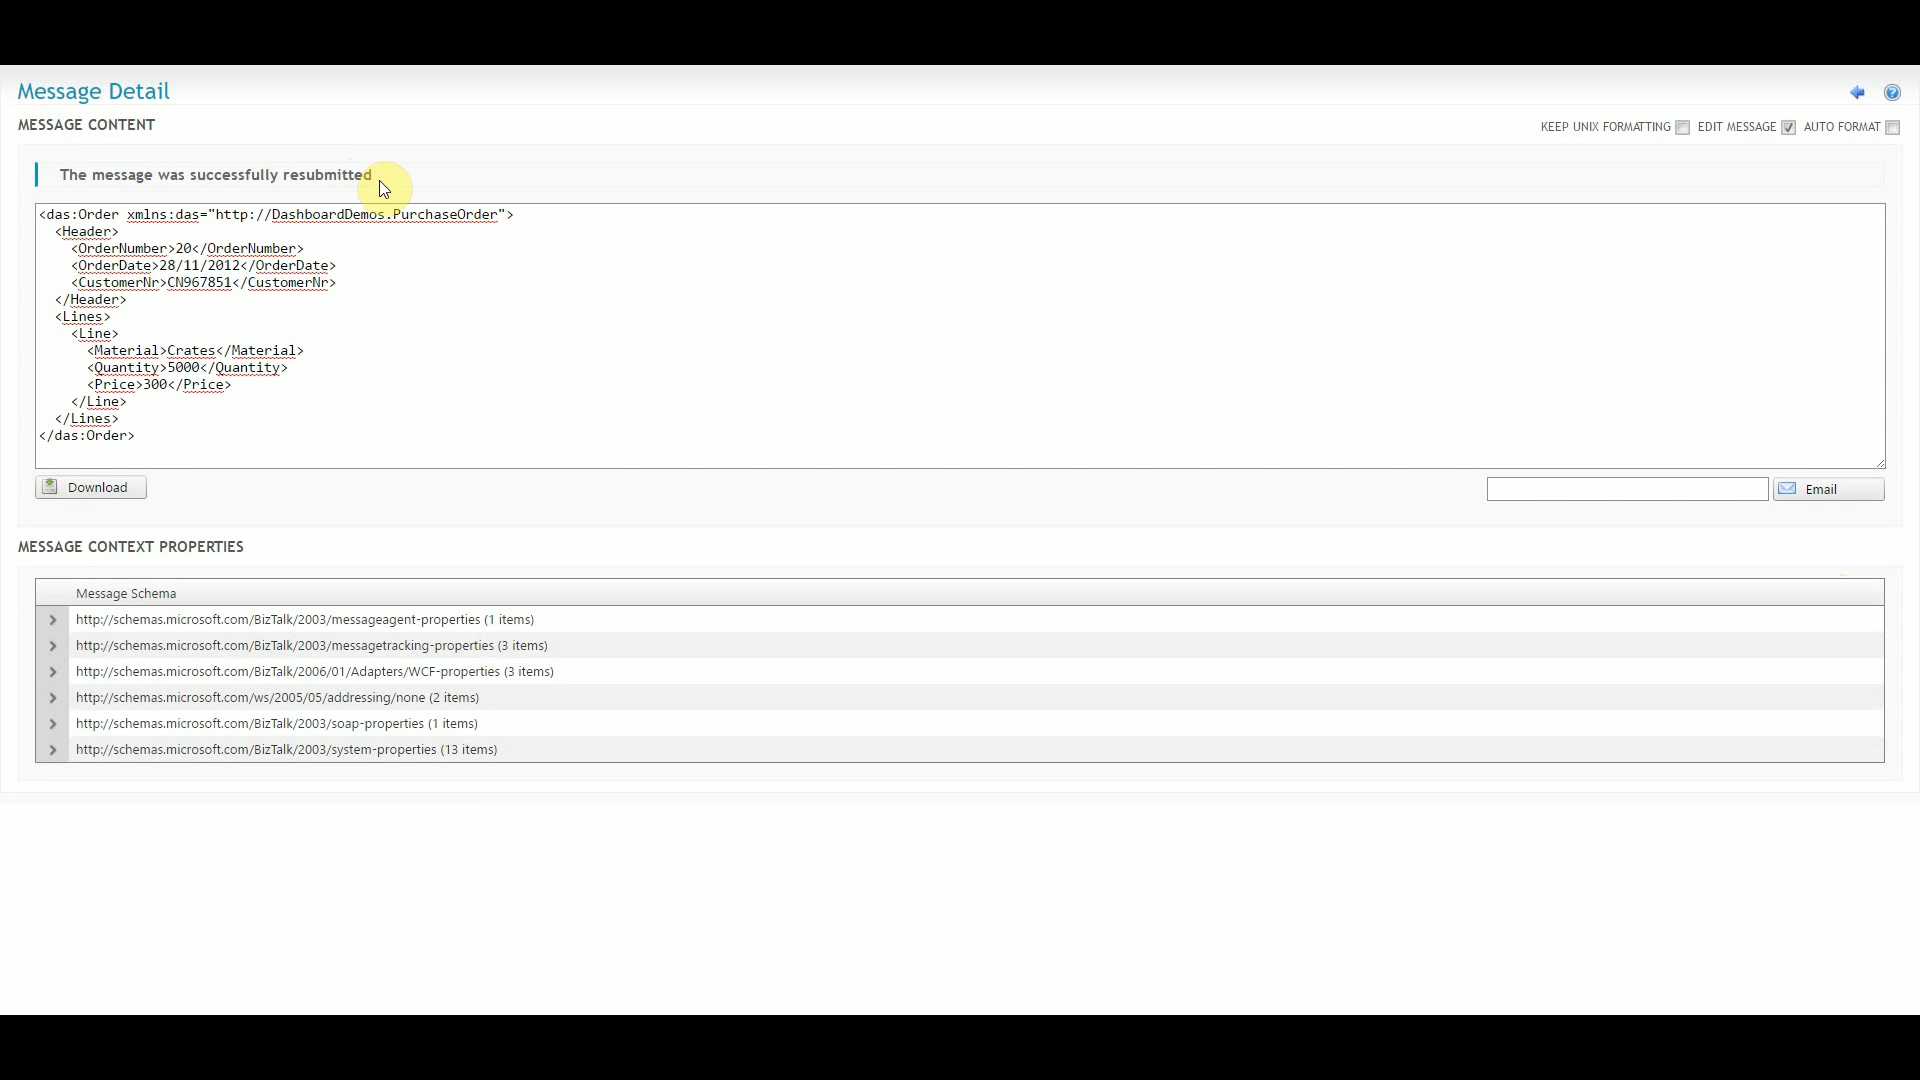 Message Detail
MESSAGE CONTENT
KEEP UNIX FORMATTING EDIT MESSAGE AUTO FORMAT
The message was successfully resubmitted
<das:Order xmlns:das="http://DashboardDemos.PurchaseOrder">
<Header>
<OrderNumber>20</OrderNumber>
<OrderDate>28/11/2012</OrderDate>
<CustomerNr>CN967851</CustomerNr>
</Header>
<Lines>
<Line>
<Material>Crates</Material>
<Quantity>5000</Quantity>
<Price>300</Price>
</Line>
</Lines>
</das:Order>
Download
Email
MESSAGE CONTEXT PROPERTIES
Message Schema
http://schemas.microsoft.com/BizTalk/2003/messageagent-properties (1 items)
http://schemas.microsoft.com/BizTalk/2003/messagetracking-properties (3 items)
http://schemas.microsoft.com/BizTalk/2006/01/Adapters/WCF-properties (3 items)
http://schemas.microsoft.com/ws/2005/05/addressing/none (2 items)
http://schemas.microsoft.com/BizTalk/2003/soap-properties (1 items)
http://schemas.microsoft.com/BizTalk/2003/system-properties (13 items)